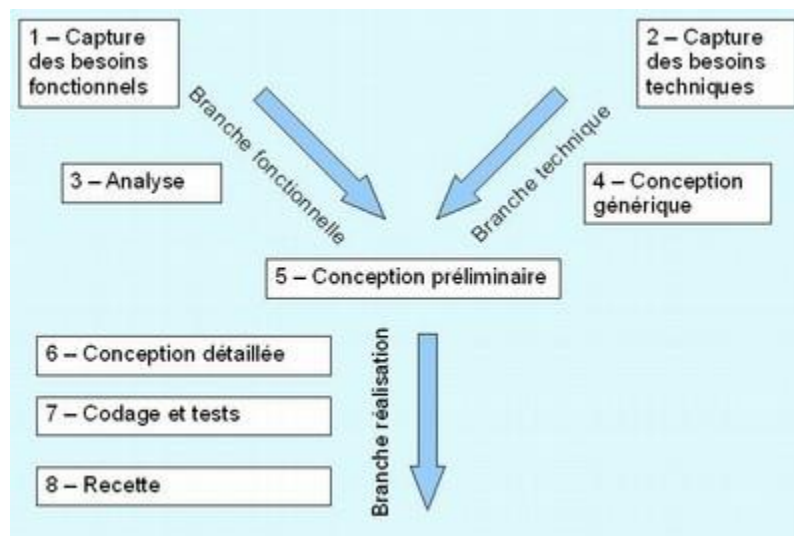 1 – Capture
des besoins
fonctionnels
2 – Capture
des besoins
techniques
Branche fonctionnelle
Branche technique
3 – Analyse
4 – Conception
générique
5 – Conception préliminaire
6 – Conception détaillée
7 – Codage et tests
8 – Recette
Branche réalisation